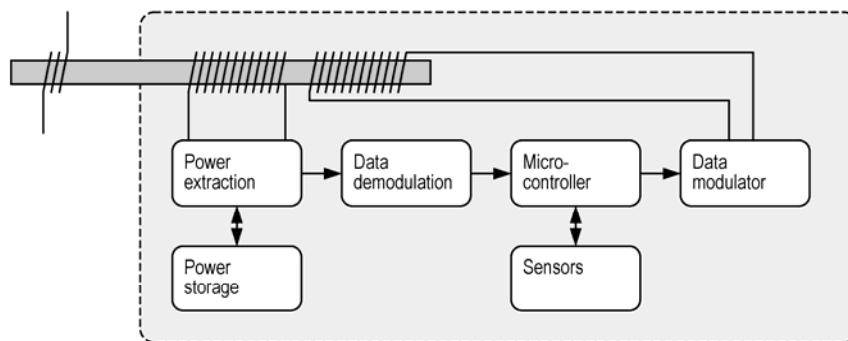 Power
extraction
Data
demodulation
Micro-
controller
Data
modulator
Power
storage
Sensors